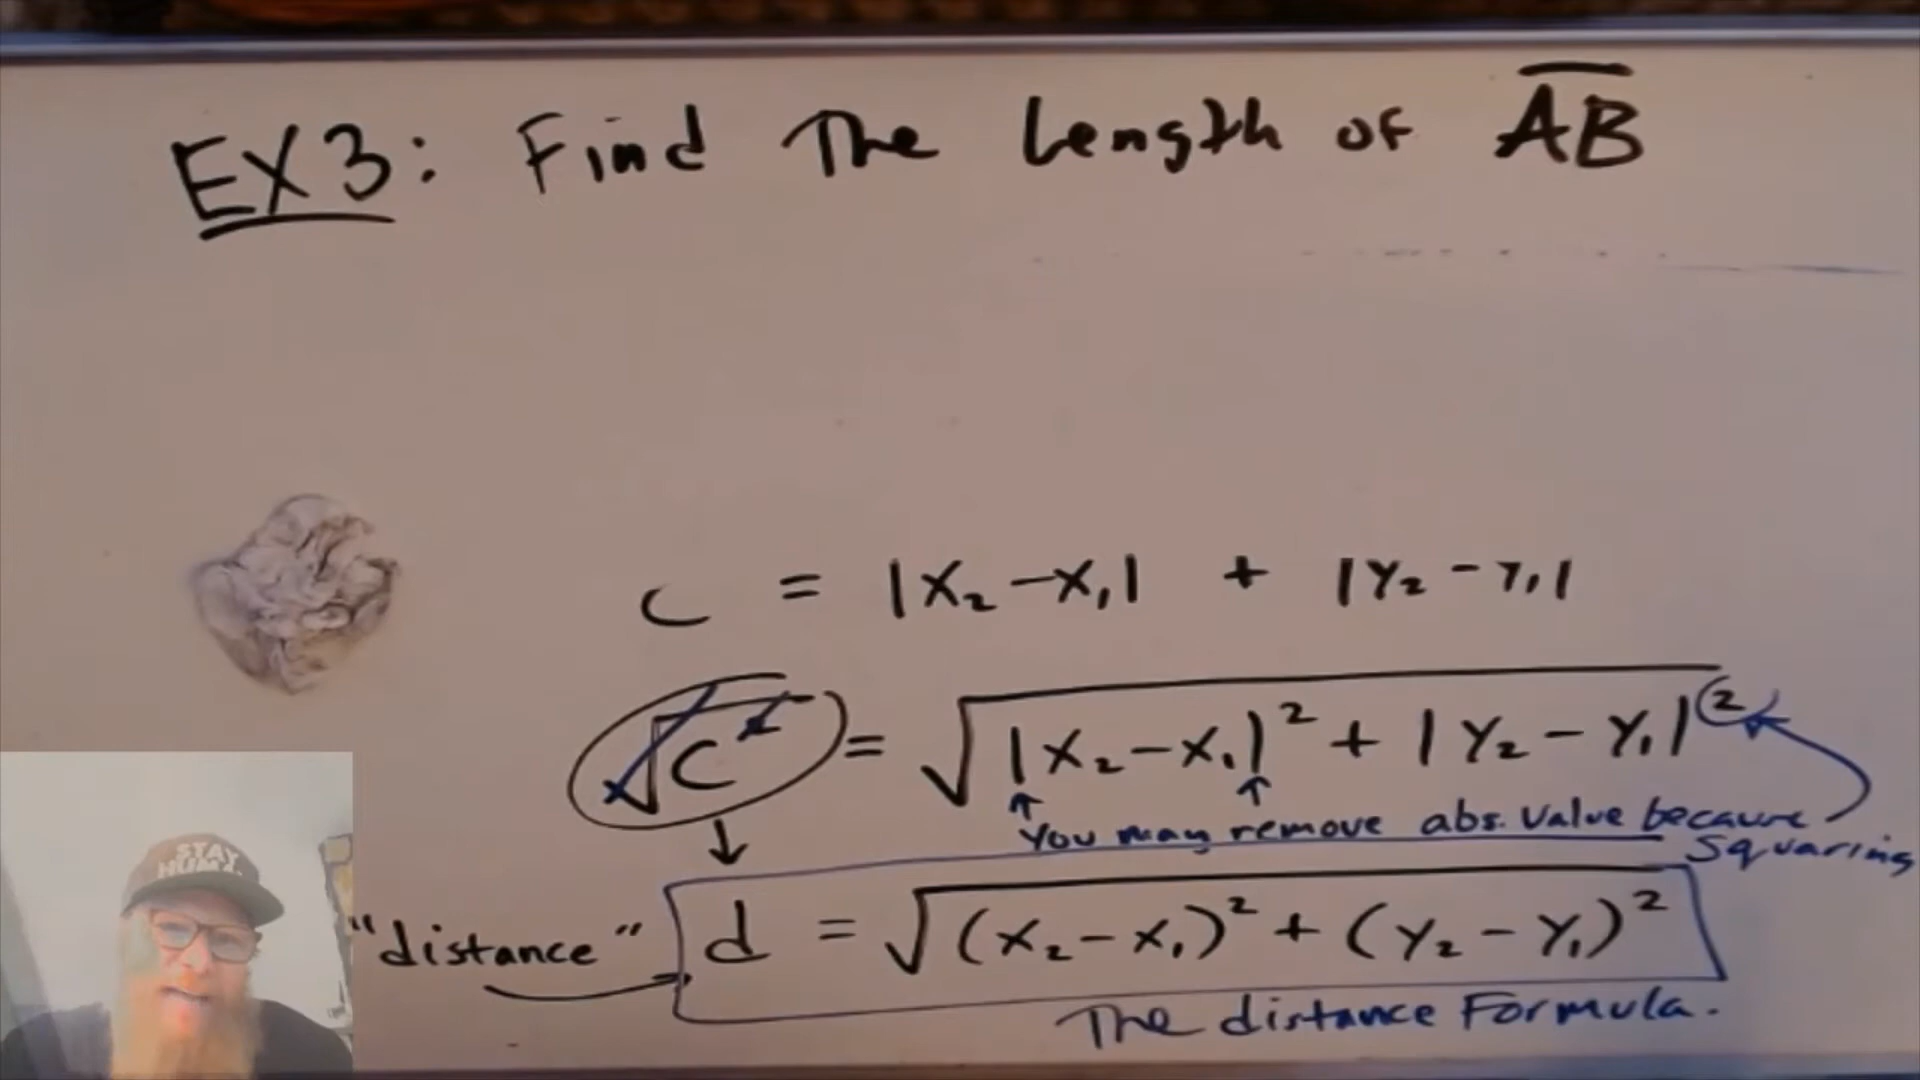 EX3: Find The Length of AB
C = |X₂-X₁| + |Y₂-Y₁|
√C² = √|X₂-X₁|² + |Y₂-Y₁|²
You may remove abs. Value because
Squaring
"distance" d = √(X₂-X₁)² + (Y₂-Y₁)²
The distance Formula.
STAY
HUM